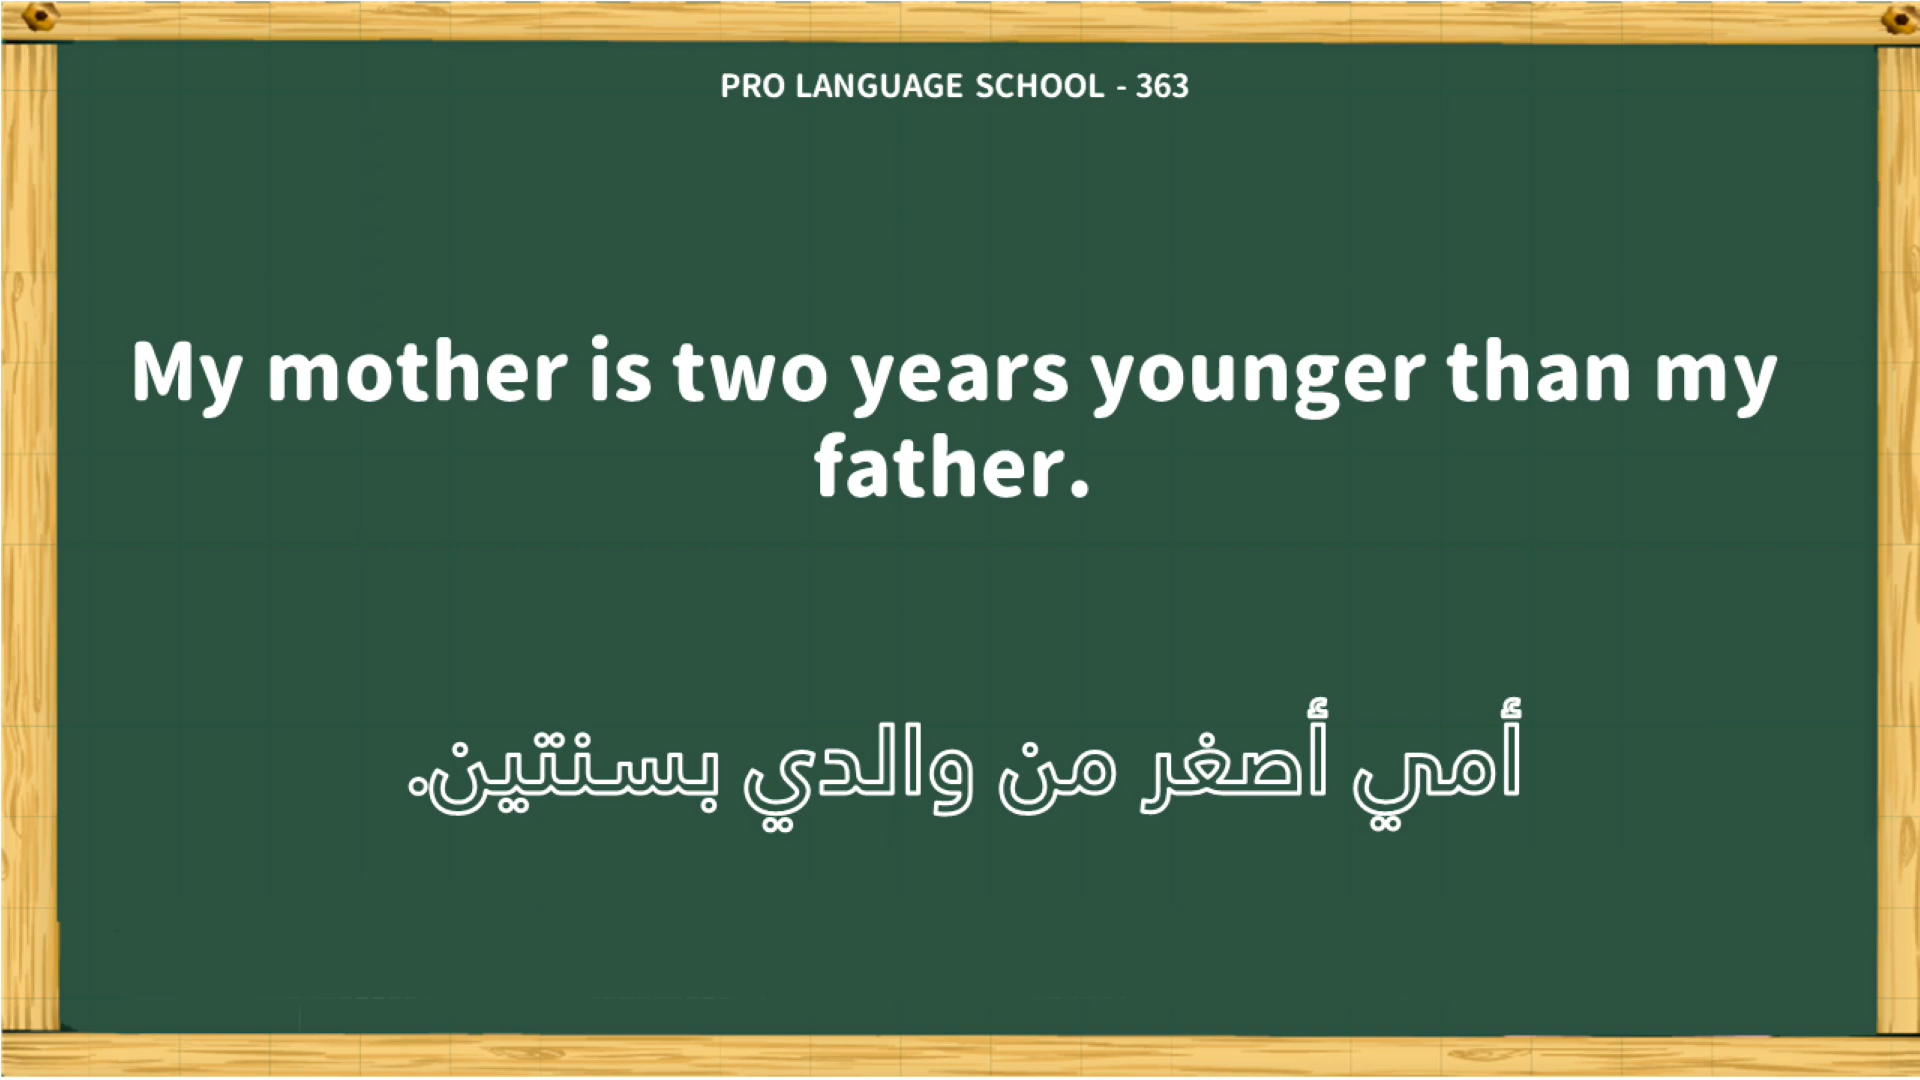 PRO LANGUAGE SCHOOL - 363
My mother is two years younger than my
father.
أمي أصغر من والدي بسنتين.